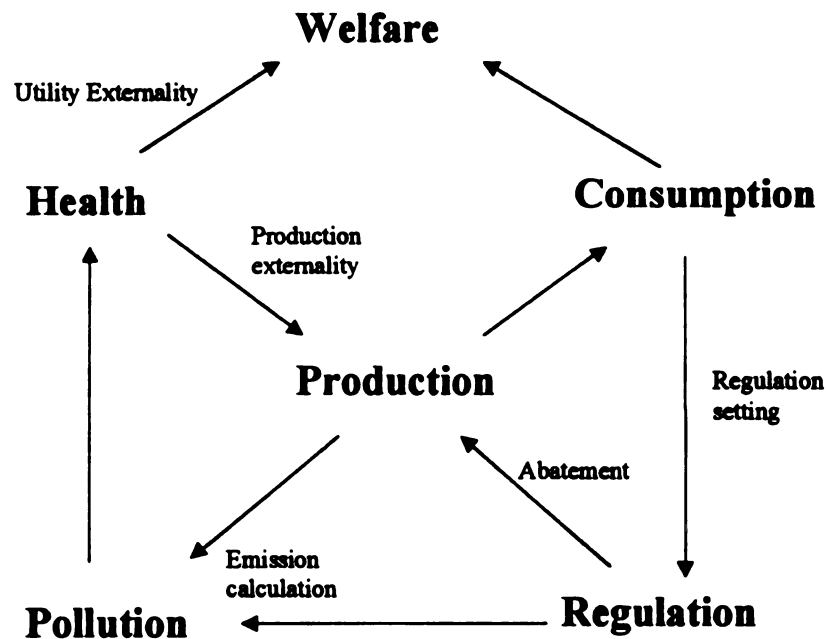 Welfare
Utility Externality
Health
Consumption
Production
externality
Production
Regulation
setting
Abatement
Emission
calculation
Pollution
Regulation